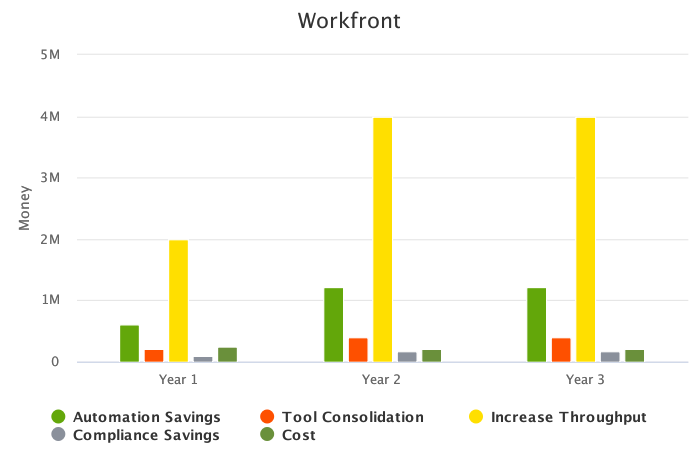 Workfront
5M
4M
3M
2M
1M
0
Money
Year 1
Year 2
Year 3
Automation Savings
Tool Consolidation
Increase Throughput
Compliance Savings
Cost